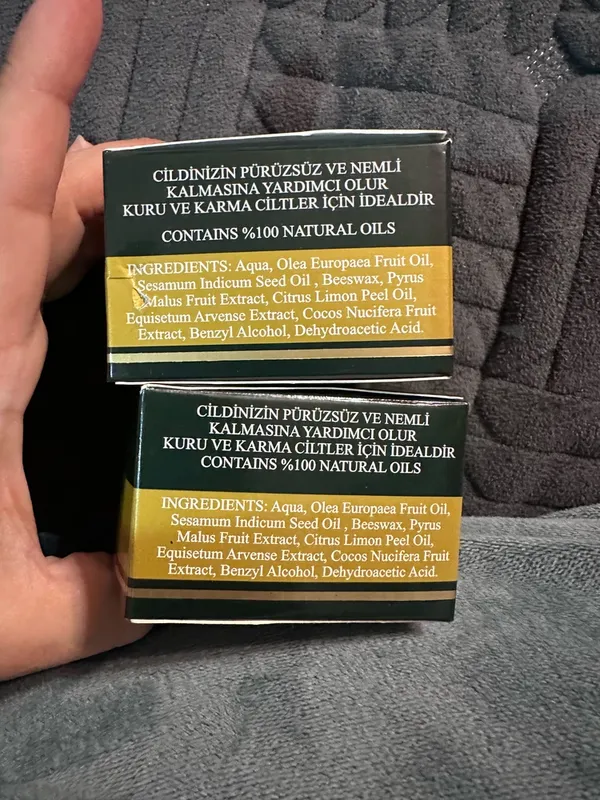 CİLDİNİZİN PÜRÜZSÜZ VE NEMLİ
KALMASINA YARDIMCI OLUR
KURU VE KARMA CİLTLER İÇİN İDEALDİR
CONTAINS %100 NATURAL OILS
INGREDIENTS: Aqua, Olea Europaea Fruit Oil,
Sesamum Indicum Seed Oil , Beeswax, Pyrus
Malus Fruit Extract, Citrus Limon Peel Oil,
Equisetum Arvense Extract, Cocos Nucifera Fruit
Extract, Benzyl Alcohol, Dehydroacetic Acid.
CİLDİNİZİN PÜRÜZSÜZ VE NEMLİ
KALMASINA YARDIMCI OLUR
KURU VE KARMA CİLTLER İÇİN İDEALDİR
CONTAINS %100 NATURAL OILS
INGREDIENTS: Aqua, Olea Europaea Fruit Oil,
Sesamum Indicum Seed Oil , Beeswax, Pyrus
Malus Fruit Extract, Citrus Limon Peel Oil,
Equisetum Arvense Extract, Cocos Nucifera Fruit
Extract, Benzyl Alcohol, Dehydroacetic Acid.